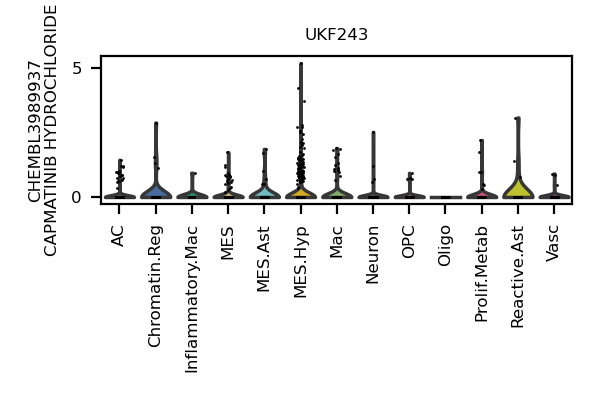 UKF243
CHEMBL3989937
CAPMATINIB HYDROCHLORIDE
5
0
AC
Chromatin.Reg
Inflammatory.Mac
MES
MES.Ast
MES.Hyp
Mac
Neuron
OPC
Oligo
Prolif.Metab
Reactive.Ast
Vasc